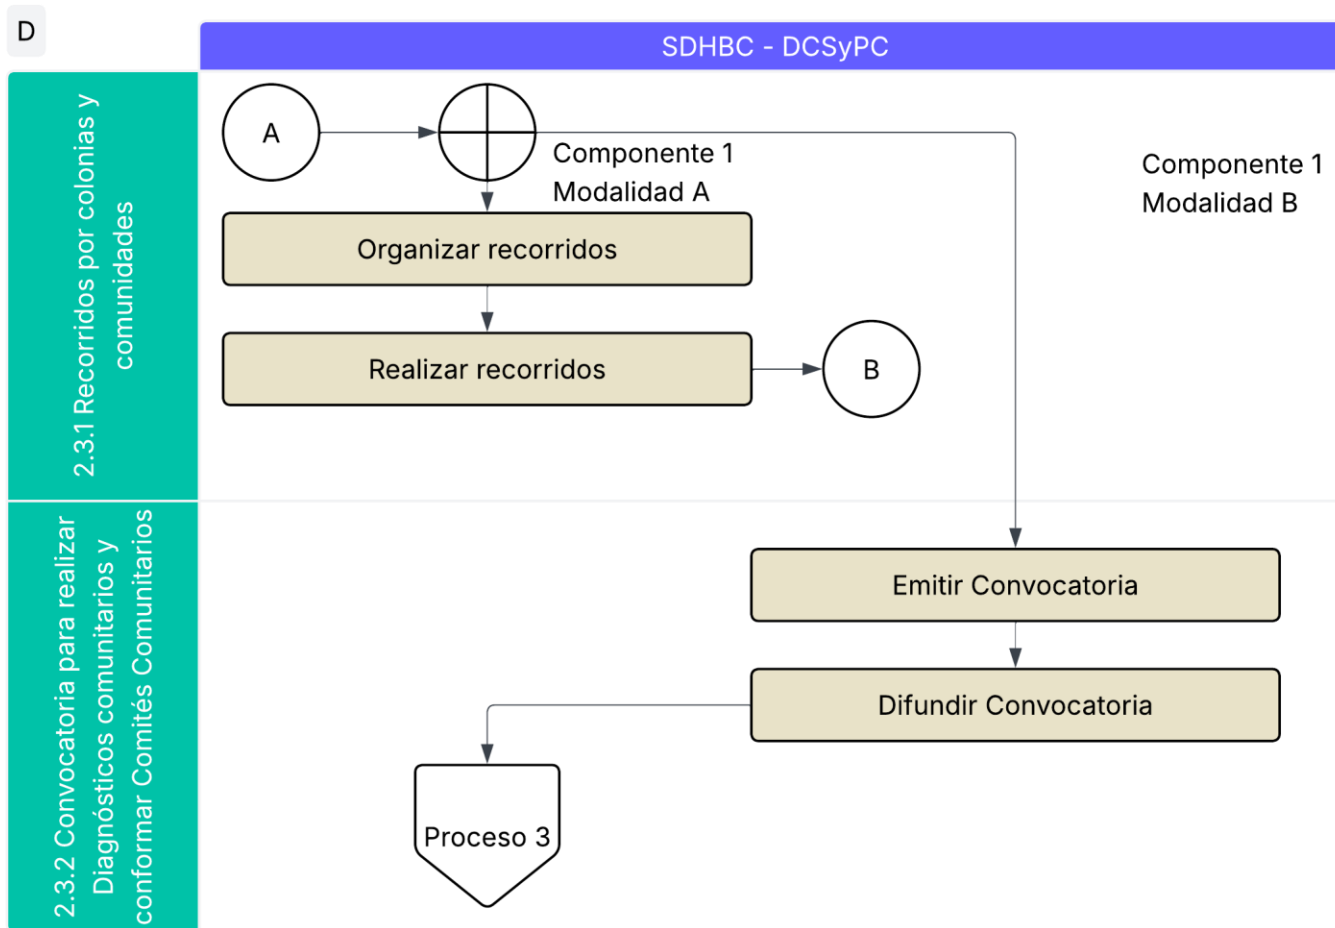 D
SDHBC - DCSyPC
2.3.1 Recorridos por colonias y
comunidades
A
Componente 1
Modalidad A
Componente 1
Modalidad B
Organizar recorridos
Realizar recorridos
B
2.3.2 Convocatoria para realizar
Diagnósticos comunitarios y
conformar Comités Comunitarios
Emitir Convocatoria
Difundir Convocatoria
Proceso 3